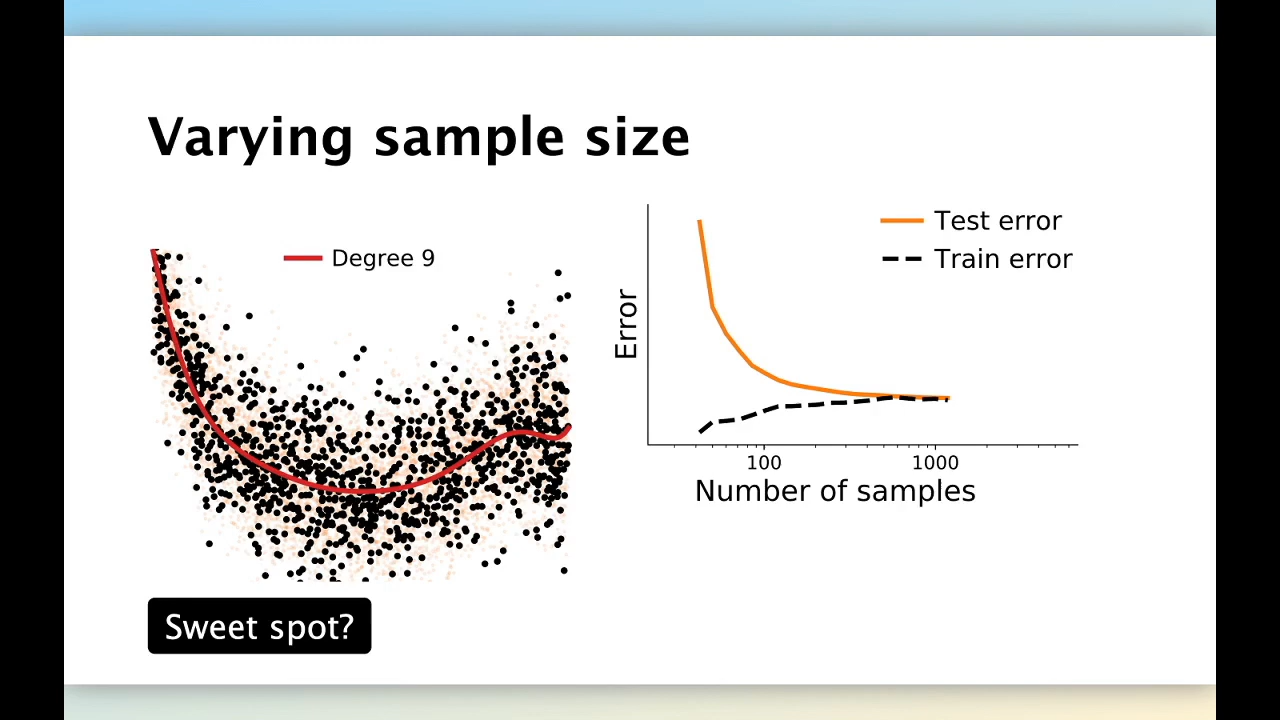 Varying sample size
Degree 9
Test error
Train error
Error
100 1000
Number of samples
Sweet spot?